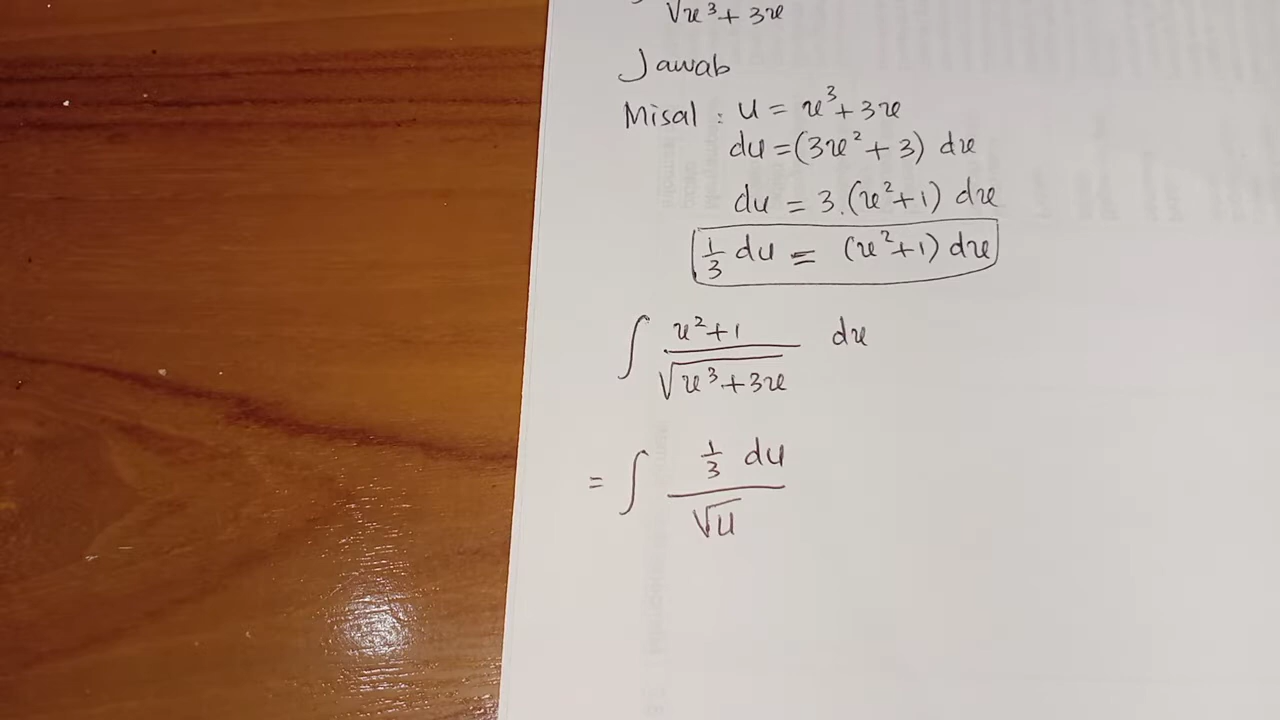 √x³ + 3x
Jawab
Misal : u = x³ + 3x
du = (3x² + 3) dx
du = 3.(x² + 1) dx
1/3 du = (x² + 1) dx
∫ (x² + 1)/√(x³ + 3x) dx
= ∫ (1/3 du)/√u